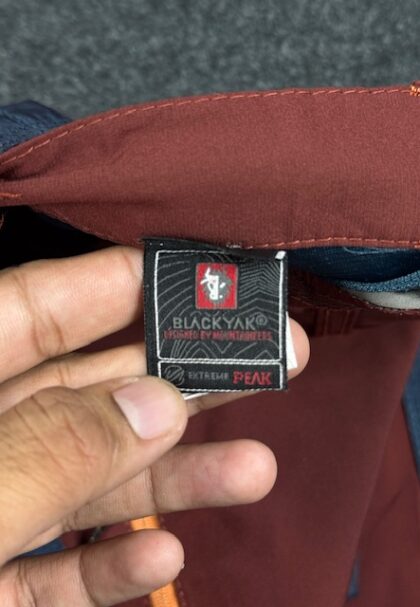 BLACKYAK®
DESIGNED BY MOUNTAINEERS
EXTREME PEAK